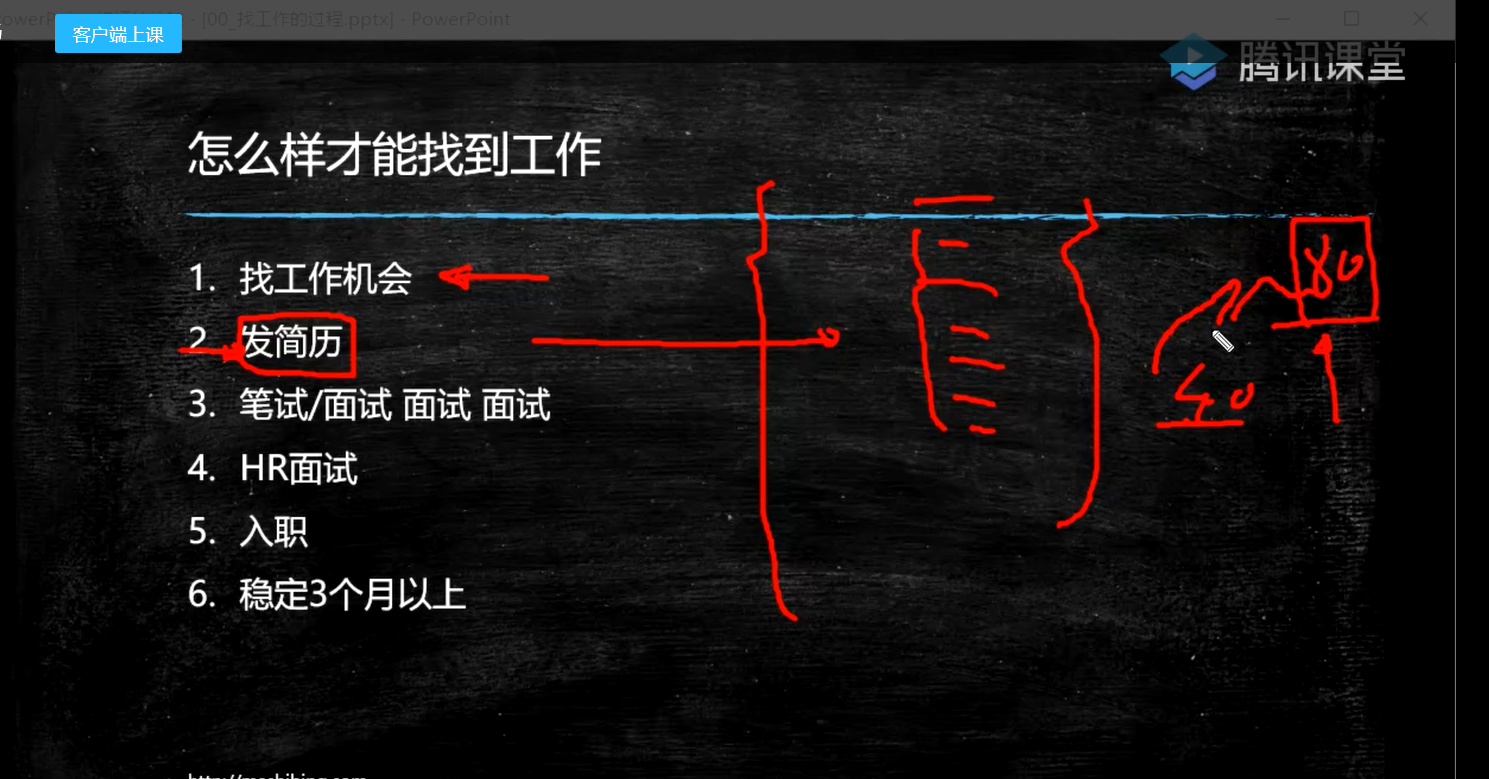 [00_找工作的过程.pptx] - PowerPoint
客户端上课
腾讯课堂
怎么样才能找到工作
1. 找工作机会
2. 发简历
3. 笔试/面试 面试 面试
4. HR面试
5. 入职
6. 稳定3个月以上
80
40